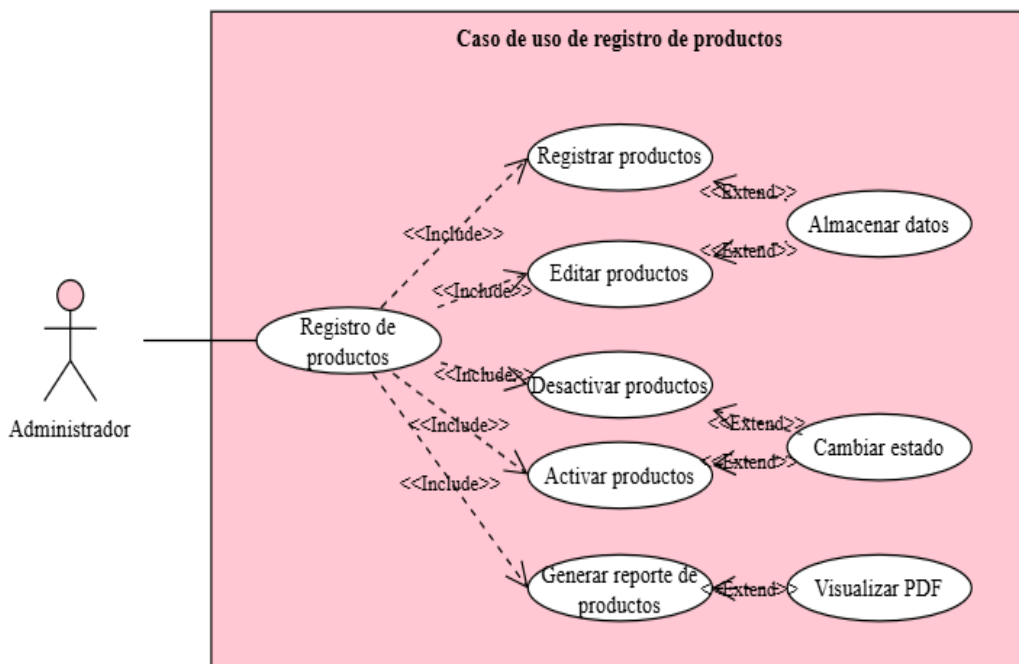 Caso de uso de registro de productos
Registrar productos
<<Extend>>
Almacenar datos
<<Include>>
<<Extend>>
Editar productos
<<Include>>
Registro de
productos
Administrador
<<Include>>
Desactivar productos
<<Extend>>
Cambiar estado
<<Include>>
<<Extend>>
Activar productos
<<Include>>
Generar reporte de
productos
<<Extend>>
Visualizar PDF